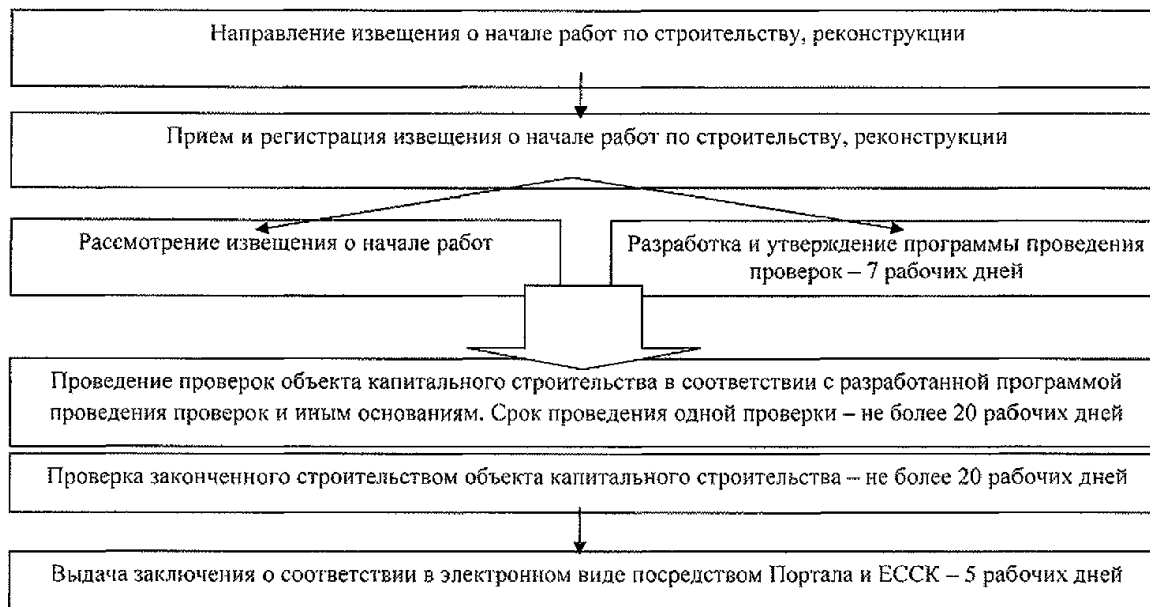 Направление извещения о начале работ по строительству, реконструкции
Прием и регистрация извещения о начале работ по строительству, реконструкции
Рассмотрение извещения о начале работ
Разработка и утверждение программы проведения
проверок – 7 рабочих дней
Проведение проверок объекта капитального строительства в соответствии с разработанной программой
проведения проверок и иным основаниям. Срок проведения одной проверки – не более 20 рабочих дней
Проверка законченного строительством объекта капитального строительства – не более 20 рабочих дней
Выдача заключения о соответствии в электронном виде посредством Портала и ЕССК – 5 рабочих дней